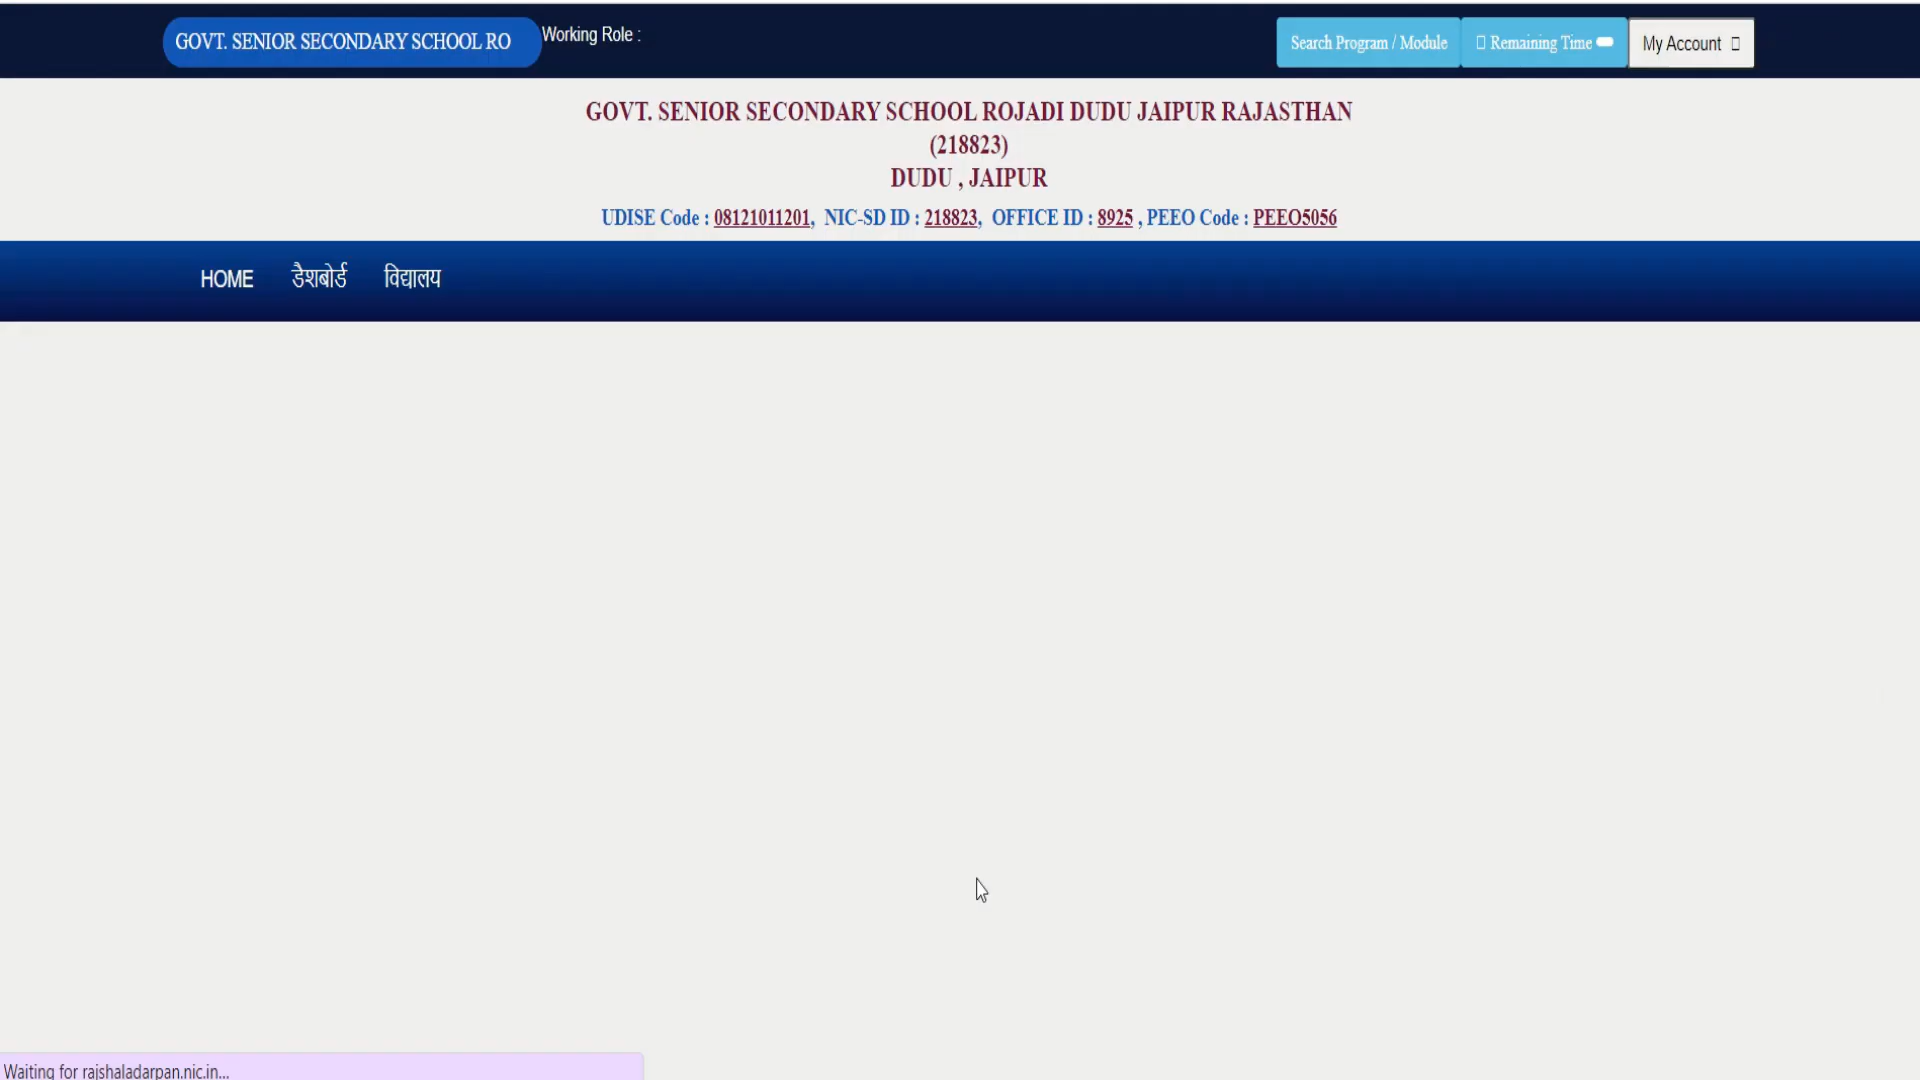 GOVT. SENIOR SECONDARY SCHOOL RO
Working Role :
Search Program / Module
Remaining Time
My Account
GOVT. SENIOR SECONDARY SCHOOL ROJADI DUDU JAIPUR RAJASTHAN
(218823)
DUDU , JAIPUR
UDISE Code : 08121011201, NIC-SD ID : 218823, OFFICE ID : 8925 , PEEO Code : PEEO5056
HOME डैशबोर्ड विद्यालय
Waiting for rajshaladarpan.nic.in...